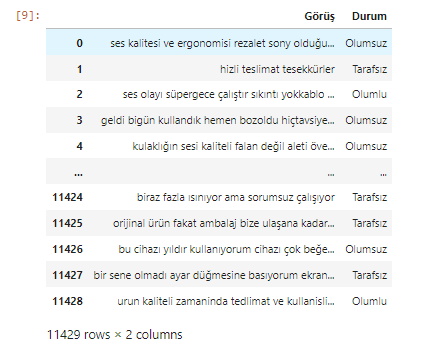 [9]:
Görüş Durum
0 ses kalitesi ve ergonomisi rezalet sony olduğu... Olumsuz
1 hizli teslimat tesekkürler Tarafsız
2 ses olayı süpergece çalıştır sıkıntı yokkablo ... Olumlu
3 geldi bigün kullandık hemen bozoldu hiçtavsiye... Olumsuz
4 kulaklığın sesi kaliteli falan değil aleti öve... Olumsuz
... ... ...
11424 biraz fazla ısınıyor ama sorumsuz çalışıyor Tarafsız
11425 orijinal ürün fakat ambalaj bize ulaşana kadar... Tarafsız
11426 bu cihazı yıldır kullanıyorum cihazı çok beğe... Olumsuz
11427 bir sene olmadı ayar düğmesine basıyorum ekran... Tarafsız
11428 urun kaliteli zamaninda tedlimat ve kullanisli... Olumlu
11429 rows × 2 columns